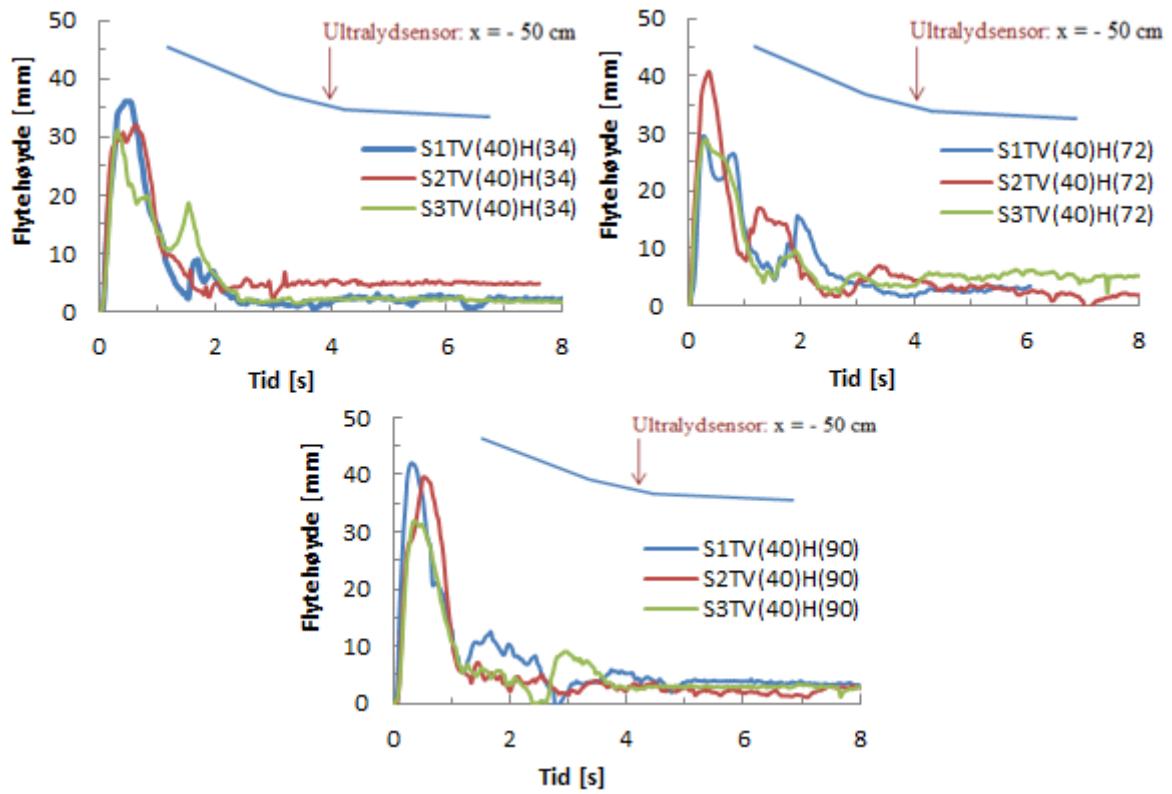 50
40
30
20
10
0
Flytehøyde [mm]
Ultralydsensor: x = - 50 cm
S1TV(40)H(34)
S2TV(40)H(34)
S3TV(40)H(34)
0 2 4 6 8
Tid [s]
50
40
30
20
10
0
Flytehøyde [mm]
Ultralydsensor: x = - 50 cm
S1TV(40)H(72)
S2TV(40)H(72)
S3TV(40)H(72)
0 2 4 6 8
Tid [s]
50
40
30
20
10
0
Flytehøyde [mm]
Ultralydsensor: x = - 50 cm
S1TV(40)H(90)
S2TV(40)H(90)
S3TV(40)H(90)
0 2 4 6 8
Tid [s]